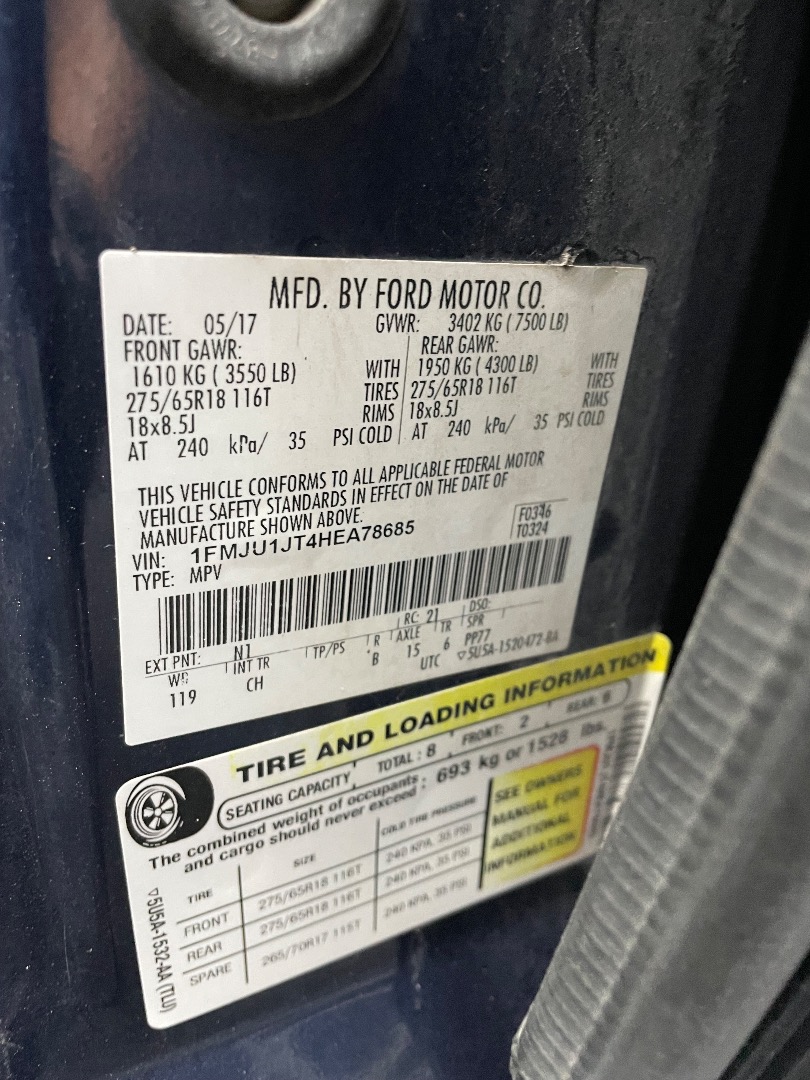 MFD. BY FORD MOTOR CO.
DATE: 05/17 GVWR: 3402 KG ( 7500 LB)
FRONT GAWR: REAR GAWR:
1610 KG ( 3550 LB) WITH 1950 KG ( 4300 LB) WITH
275/65R18 116T TIRES 275/65R18 116T TIRES
18x8.5J RIMS 18x8.5J RIMS
AT 240 kPa/ 35 PSI COLD AT 240 kPa/ 35 PSI COLD
THIS VEHICLE CONFORMS TO ALL APPLICABLE FEDERAL MOTOR
VEHICLE SAFETY STANDARDS IN EFFECT ON THE DATE OF
MANUFACTURE SHOWN ABOVE.
F0346
T0324
VIN: 1FMJU1JT4HEA78685
TYPE: MPV
EXT PNT: N1 RC: 21 DSO:
WB INT TR TP/PS R AXLE TR SPR
119 CH B 15 6 PP77
UTC ▽5U5A-1520472-BA
TIRE AND LOADING INFORMATION
SEATING CAPACITY TOTAL: 8 FRONT: 2 REAR: 6
The combined weight of occupants
and cargo should never exceed: 693 kg or 1528 lbs.
TIRE SIZE COLD TIRE PRESSURE
FRONT 275/65R18 116T 240 KPA, 35 PSI
REAR 275/65R18 116T 240 KPA, 35 PSI
SPARE 265/70R17 115T 240 KPA, 35 PSI
SEE OWNERS
MANUAL FOR
ADDITIONAL
INFORMATION
▽5U5A-1532-AA (TLU)